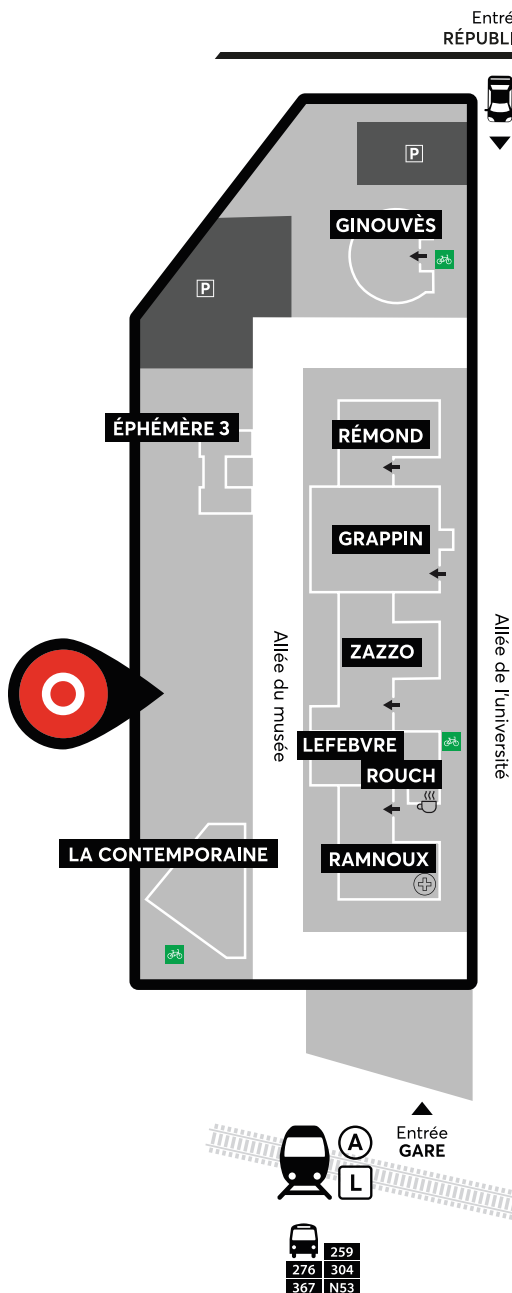 Entré
RÉPUBLI
P
GINOUVÈS
P
ÉPHÉMÈRE 3
RÉMOND
GRAPPIN
ZAZZO
Allée du musée
Allée de l'université
LEFEBVRE
ROUCH
LA CONTEMPORAINE
RAMNOUX
Entrée
GARE
A
L
259
276 304
367 N53